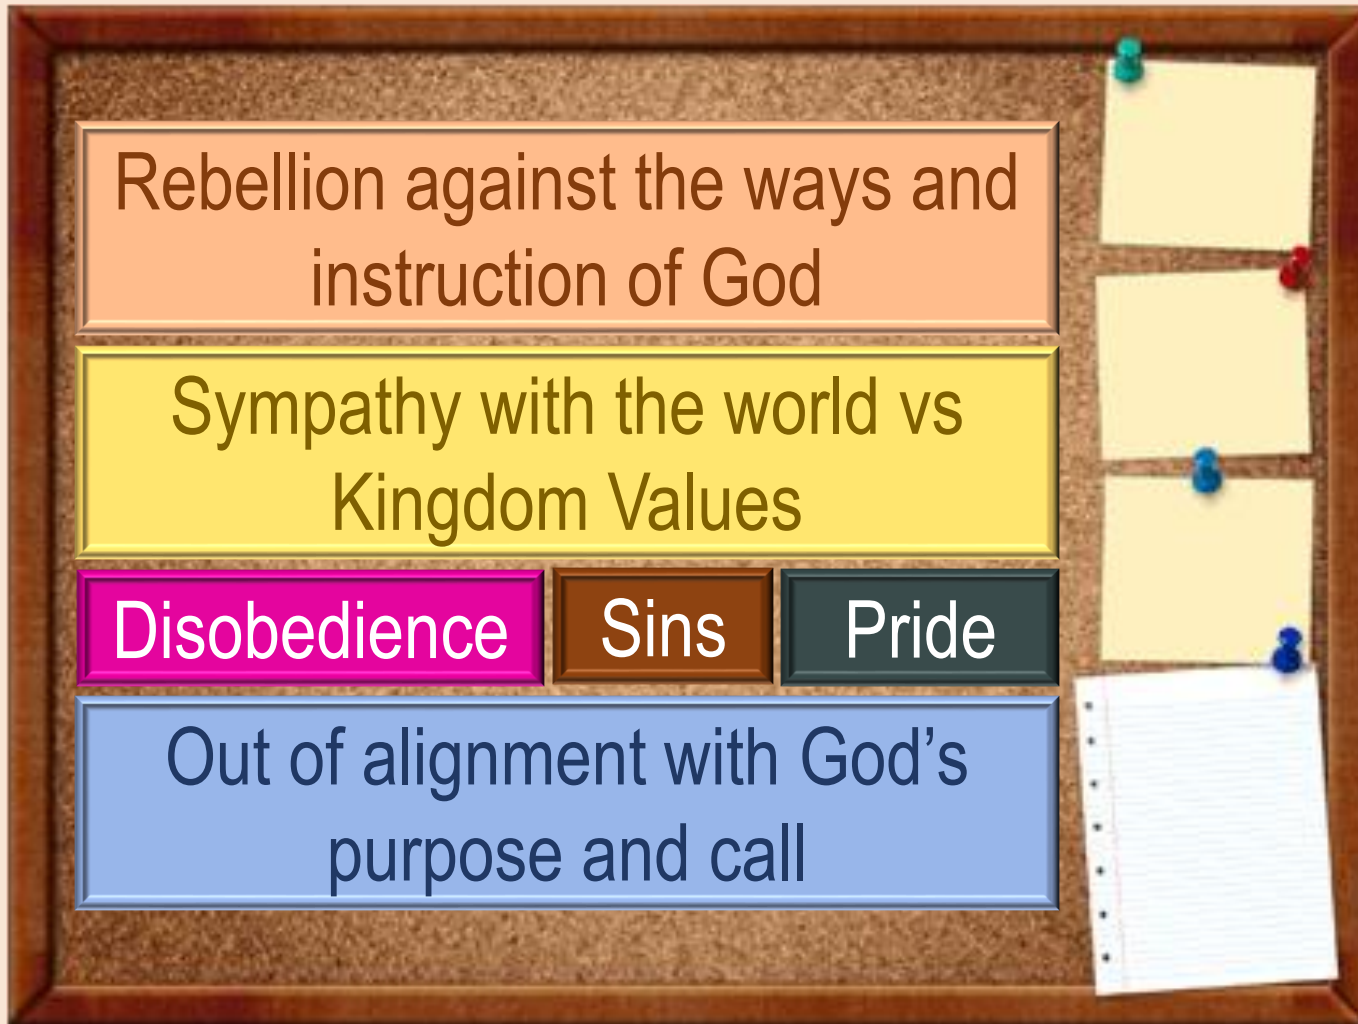 Rebellion against the ways and
instruction of God
Sympathy with the world vs
Kingdom Values
Disobedience
Sins
Pride
Out of alignment with God’s
purpose and call